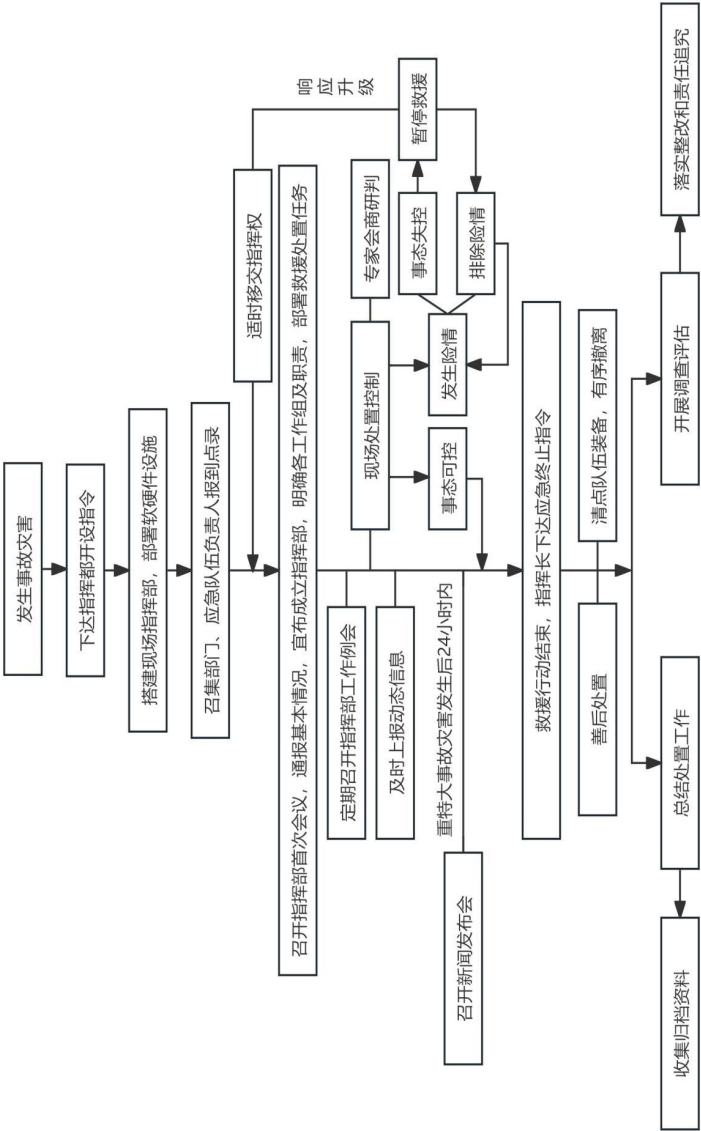 发生事故灾害
下达指挥都开设指令
搭建现场指挥部，部署软硬件设施
召集部门、应急队伍负责人报到点录
适时移交指挥权
响应升级
召开指挥部首次会议，通报基本情况，宣布成立指挥部，明确各工作组及职责，部署救援处置任务
定期召开指挥部工作例会
现场处置控制
专家会商研判
及时上报动态信息
事态失控
暂停救援
重特大事故灾害发生后24小时内
召开新闻发布会
事态可控
发生险情
排除险情
救援行动结束，指挥长下达应急终止指令
善后处置
清点队伍装备，有序撤离
总结处置工作
开展调查评估
收集归档资料
落实整改和责任追究